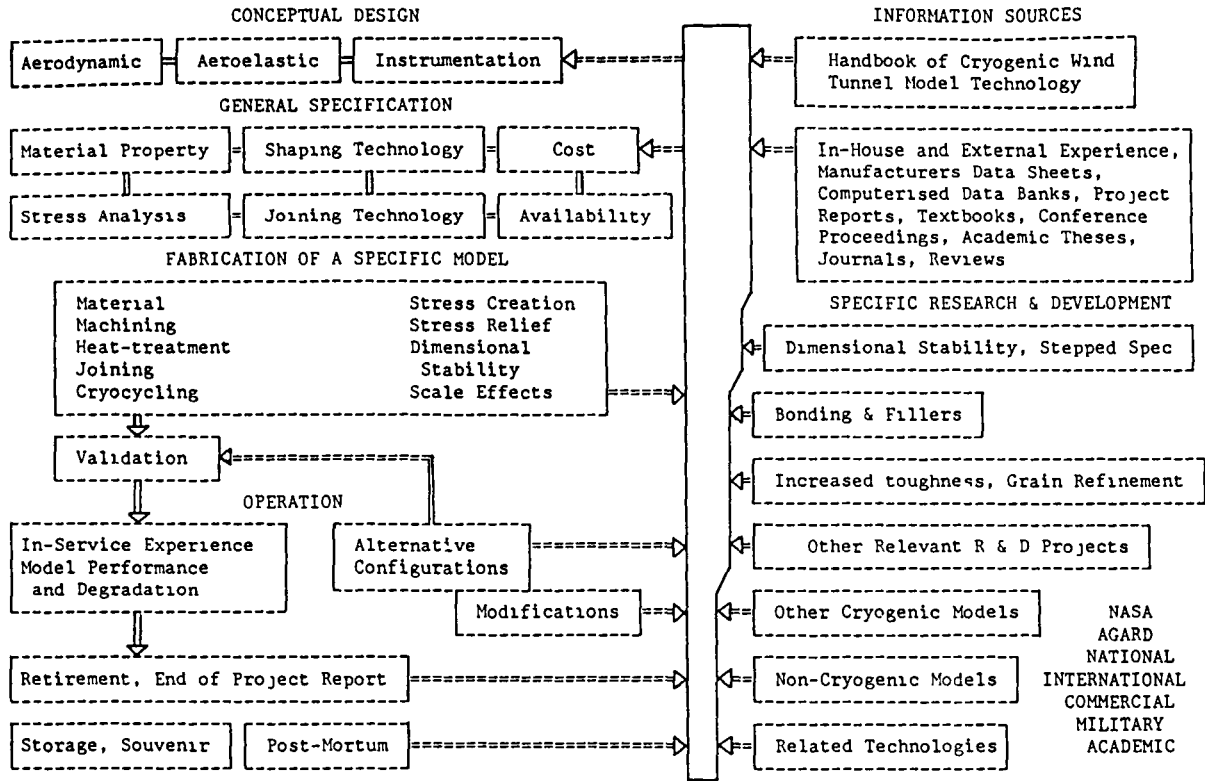 CONCEPTUAL DESIGN
Aerodynamic
Aeroelastic
Instrumentation
GENERAL SPECIFICATION
Material Property
Shaping Technology
Cost
Stress Analysis
Joining Technology
Availability
FABRICATION OF A SPECIFIC MODEL
Material
Machining
Heat-treatment
Joining
Cryocycling
Stress Creation
Stress Relief
Dimensional
Stability
Scale Effects
Validation
OPERATION
In-Service Experience
Model Performance
and Degradation
Alternative
Configurations
Modifications
Retirement, End of Project Report
Storage, Souvenir
Post-Mortum
INFORMATION SOURCES
Handbook of Cryogenic Wind
Tunnel Model Technology
In-House and External Experience,
Manufacturers Data Sheets,
Computerised Data Banks, Project
Reports, Textbooks, Conference
Proceedings, Academic Theses,
Journals, Reviews
SPECIFIC RESEARCH & DEVELOPMENT
Dimensional Stability, Stepped Spec
Bonding & Fillers
Increased toughness, Grain Refinement
Other Relevant R & D Projects
Other Cryogenic Models
Non-Cryogenic Models
Related Technologies
NASA
AGARD
NATIONAL
INTERNATIONAL
COMMERCIAL
MILITARY
ACADEMIC